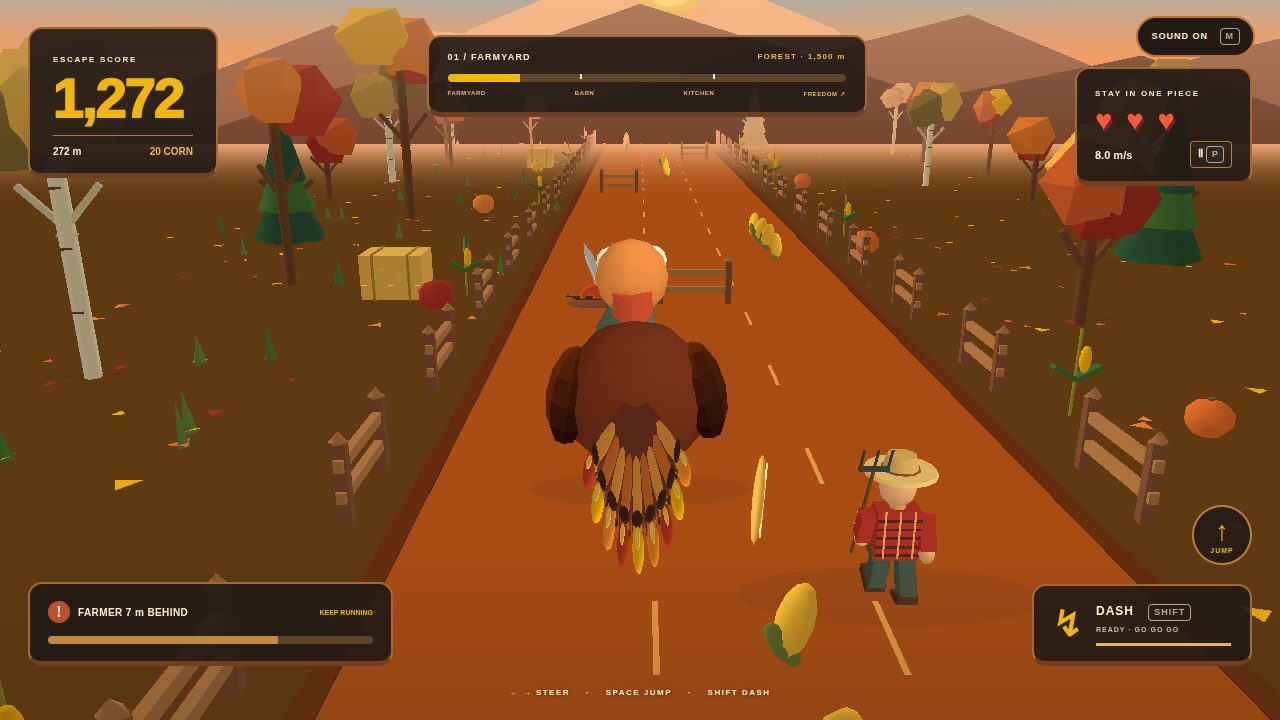 ESCAPE SCORE
1,272
272 m
20 CORN
01 / FARMYARD
FOREST · 1,500 m
FARMYARD
BARN
KITCHEN
FREEDOM ↗
SOUND ON M
STAY IN ONE PIECE
8.0 m/s
P
↑
JUMP
! FARMER 7 m BEHIND
KEEP RUNNING
DASH SHIFT
READY · GO GO GO
← → STEER · SPACE JUMP · SHIFT DASH